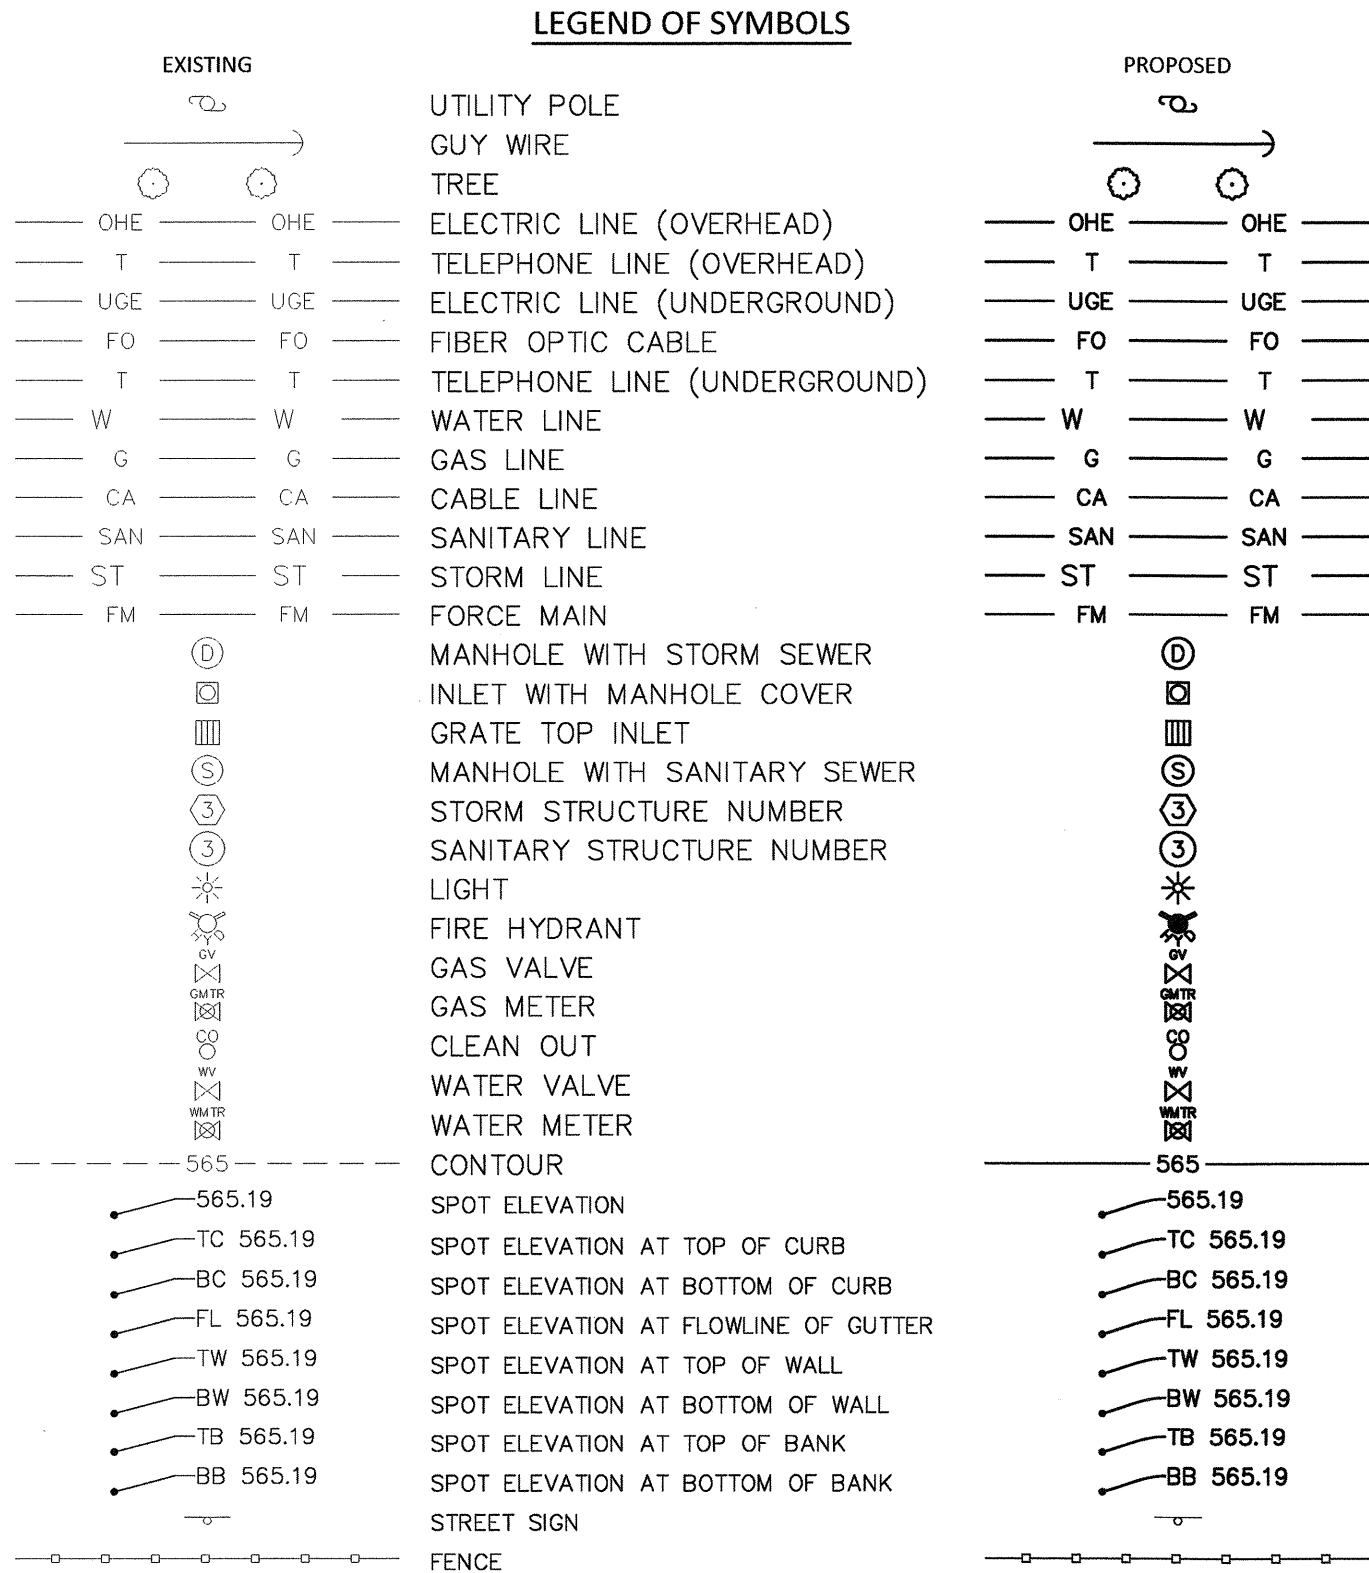 LEGEND OF SYMBOLS
EXISTING PROPOSED
UTILITY POLE
GUY WIRE
TREE
OHE OHE ELECTRIC LINE (OVERHEAD) OHE OHE
T T TELEPHONE LINE (OVERHEAD) T T
UGE UGE ELECTRIC LINE (UNDERGROUND) UGE UGE
FO FO FIBER OPTIC CABLE FO FO
T T TELEPHONE LINE (UNDERGROUND) T T
W W WATER LINE W W
G G GAS LINE G G
CA CA CABLE LINE CA CA
SAN SAN SANITARY LINE SAN SAN
ST ST STORM LINE ST ST
FM FM FORCE MAIN FM FM
D MANHOLE WITH STORM SEWER D
INLET WITH MANHOLE COVER
GRATE TOP INLET
S MANHOLE WITH SANITARY SEWER S
3 STORM STRUCTURE NUMBER 3
3 SANITARY STRUCTURE NUMBER 3
LIGHT
FIRE HYDRANT
GV GAS VALVE GV
GMTR GAS METER GMTR
CO CLEAN OUT CO
WV WATER VALVE WV
WMTR WATER METER WMTR
565 CONTOUR 565
565.19 SPOT ELEVATION 565.19
TC 565.19 SPOT ELEVATION AT TOP OF CURB TC 565.19
BC 565.19 SPOT ELEVATION AT BOTTOM OF CURB BC 565.19
FL 565.19 SPOT ELEVATION AT FLOWLINE OF GUTTER FL 565.19
TW 565.19 SPOT ELEVATION AT TOP OF WALL TW 565.19
BW 565.19 SPOT ELEVATION AT BOTTOM OF WALL BW 565.19
TB 565.19 SPOT ELEVATION AT TOP OF BANK TB 565.19
BB 565.19 SPOT ELEVATION AT BOTTOM OF BANK BB 565.19
STREET SIGN
FENCE